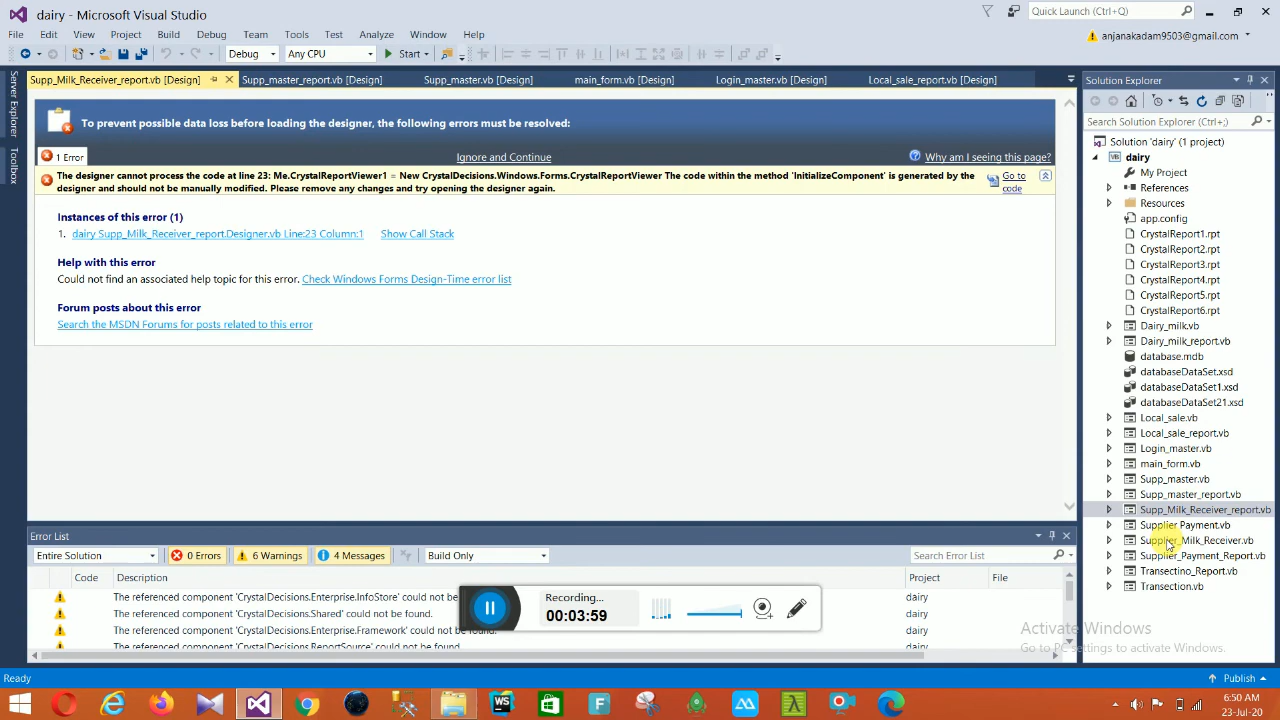 dairy - Microsoft Visual Studio
Quick Launch (Ctrl+;)
File Edit View Project Build Debug Team Tools Test Analyze Window Help
anjanakadam9503@gmail.com
Debug Any CPU Start
Server Explorer
Toolbox
Supp_Milk_Receiver_report.vb [Design] Supp_master_report.vb [Design] Supp_master.vb [Design] main_form.vb [Design] Login_master.vb [Design] Local_sale_report.vb [Design]
To prevent possible data loss before loading the designer, the following errors must be resolved:
1 Error Ignore and Continue Why am I seeing this page?
The designer cannot process the code at line 23: Me.CrystalReportViewer1 = New CrystalDecisions.Windows.Forms.CrystalReportViewer The code within the method 'InitializeComponent' is generated by the
designer and should not be manually modified. Please remove any changes and try opening the designer again.
Go to
code
Instances of this error (1)
1. dairy Supp_Milk_Receiver_report.Designer.vb Line:23 Column:1 Show Call Stack
Help with this error
Could not find an associated help topic for this error. Check Windows Forms Design-Time error list
Forum posts about this error
Search the MSDN Forums for posts related to this error
Solution Explorer
Search Solution Explorer (Ctrl+;)
Solution 'dairy' (1 project)
dairy
My Project
References
Resources
app.config
CrystalReport1.rpt
CrystalReport2.rpt
CrystalReport3.rpt
CrystalReport4.rpt
CrystalReport5.rpt
CrystalReport6.rpt
Dairy_milk.vb
Dairy_milk_report.vb
database.mdb
databaseDataSet.xsd
databaseDataSet1.xsd
databaseDataSet21.xsd
Local_sale.vb
Local_sale_report.vb
Login_master.vb
main_form.vb
Supp_master.vb
Supp_master_report.vb
Supp_Milk_Receiver_report.vb
Supplier_Payment.vb
Supplier_Milk_Receiver.vb
Supplier_Payment_Report.vb
Transectino_Report.vb
Transection.vb
Error List
Entire Solution 0 Errors 6 Warnings 4 Messages Build Only Search Error List
Code Description Project File
The referenced component 'CrystalDecisions.Enterprise.InfoStore' could not be dairy
The referenced component 'CrystalDecisions.Shared' could not be found. dairy
The referenced component 'CrystalDecisions.Enterprise.Framework' could not be found. dairy
The referenced component 'CrystalDecisions.ReportSource' could not be found dairy
Recording...
00:03:59
Activate Windows
Go to PC settings to activate Windows.
Ready Publish
6:50 AM
23-Jul-20